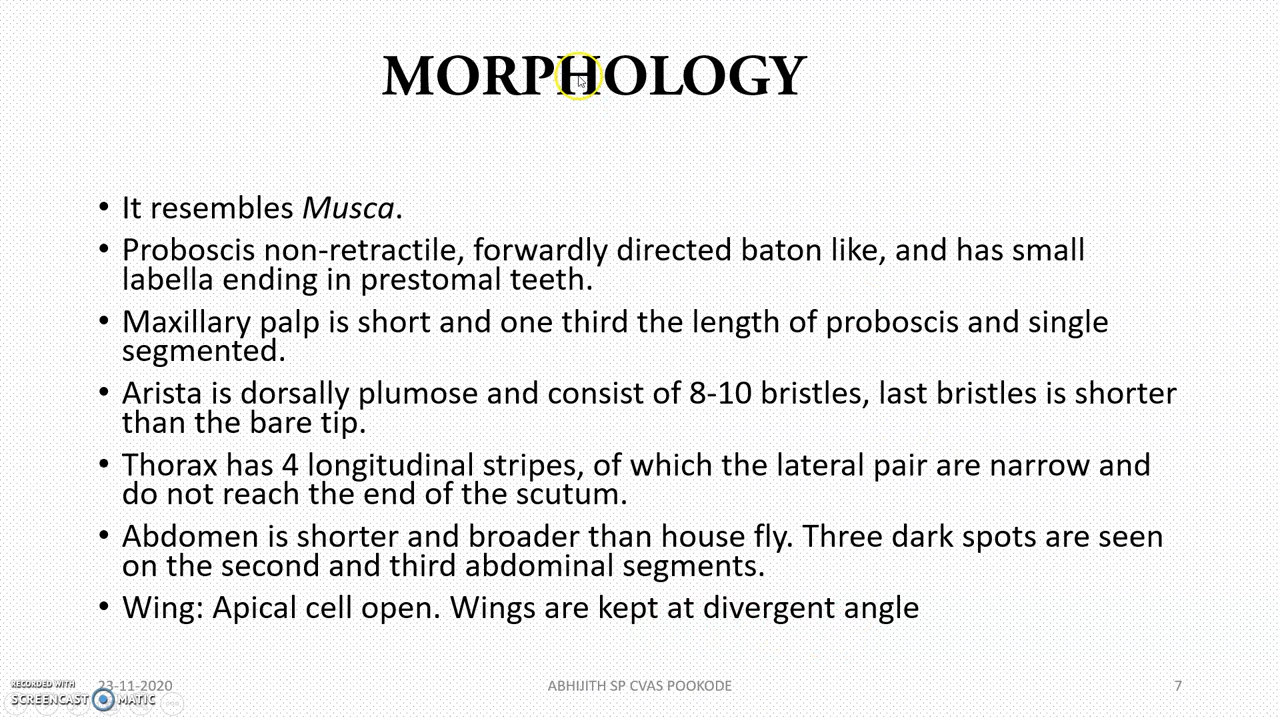 MORPHOLOGY
• It resembles Musca.
• Proboscis non-retractile, forwardly directed baton like, and has small
labella ending in prestomal teeth.
• Maxillary palp is short and one third the length of proboscis and single
segmented.
• Arista is dorsally plumose and consist of 8-10 bristles, last bristles is shorter
than the bare tip.
• Thorax has 4 longitudinal stripes, of which the lateral pair are narrow and
do not reach the end of the scutum.
• Abdomen is shorter and broader than house fly. Three dark spots are seen
on the second and third abdominal segments.
• Wing: Apical cell open. Wings are kept at divergent angle
RECORDED WITH
SCREENCAST MATIC
23-11-2020
ABHIJITH SP CVAS POOKODE
7